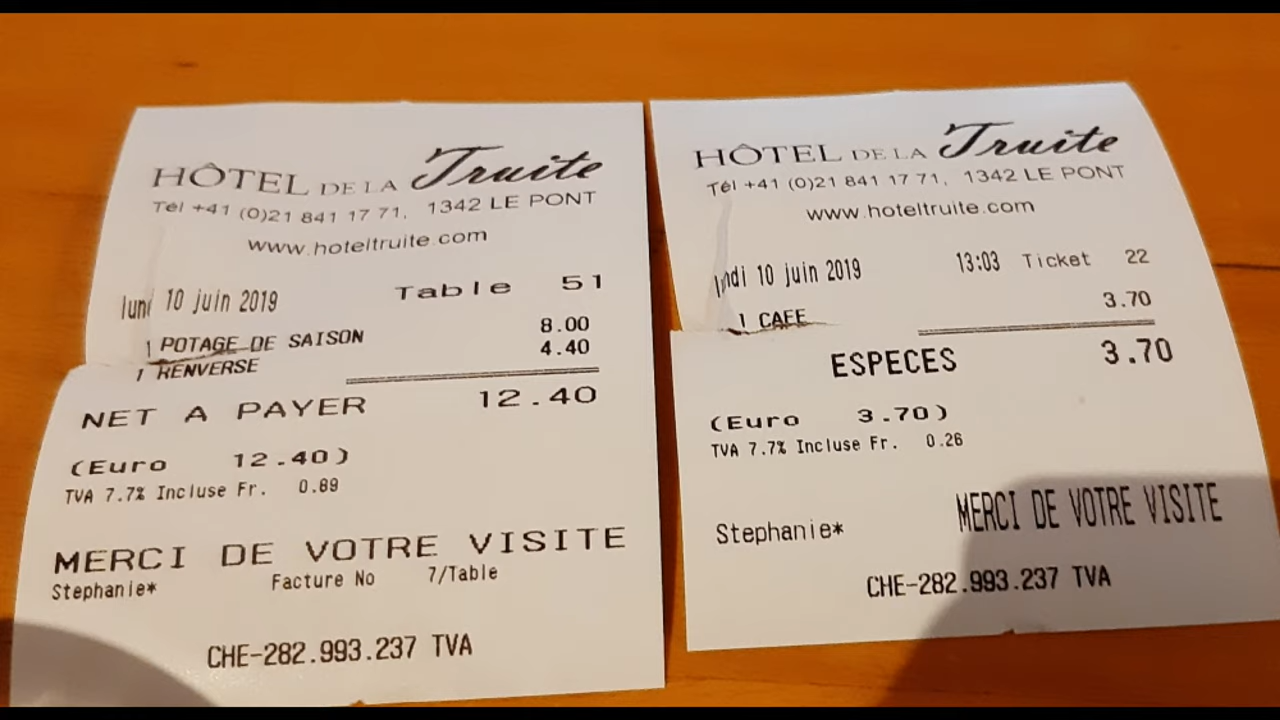 HÔTEL DE LA Truite
Tél +41 (0)21 841 17 71, 1342 LE PONT
www.hoteltruite.com
lun 10 juin 2019 Table 51
1 POTAGE DE SAISON 8.00
1 RENVERSE 4.40
NET A PAYER 12.40
(Euro 12.40)
TVA 7.7% Incluse Fr. 0.89
MERCI DE VOTRE VISITE
Stephanie* Facture No 7/Table
CHE-282.993.237 TVA
HÔTEL DE LA Truite
Tél +41 (0)21 841 17 71, 1342 LE PONT
www.hoteltruite.com
lundi 10 juin 2019 13:03 Ticket 22
1 CAFE 3.70
ESPECES 3.70
(Euro 3.70)
TVA 7.7% Incluse Fr. 0.26
Stephanie* MERCI DE VOTRE VISITE
CHE-282.993.237 TVA